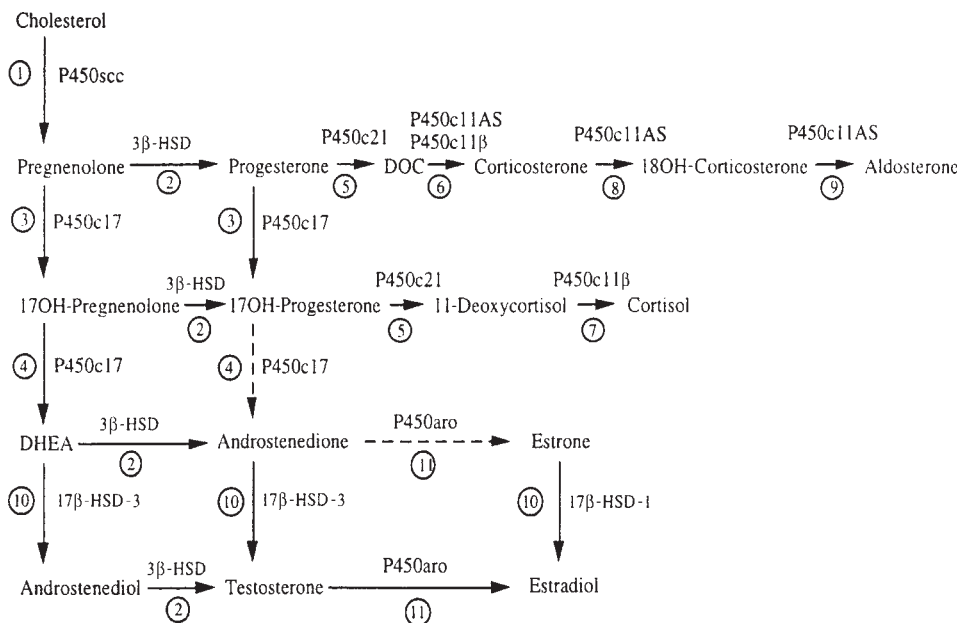 Cholesterol
① P450scc
P450c11AS
3β-HSD P450c21 P450c11β P450c11AS P450c11AS
Pregnenolone Progesterone DOC Corticosterone 18OH-Corticosterone Aldosterone
② ⑤ ⑥ ⑧ ⑨
③ P450c17 ③ P450c17
3β-HSD P450c21 P450c11β
17OH-Pregnenolone 17OH-Progesterone 11-Deoxycortisol Cortisol
② ⑤ ⑦
④ P450c17 ④ P450c17
3β-HSD P450aro
DHEA Androstenedione Estrone
② ⑪
⑩ 17β-HSD-3 ⑩ 17β-HSD-3 ⑩ 17β-HSD-1
3β-HSD P450aro
Androstenediol Testosterone Estradiol
② ⑪